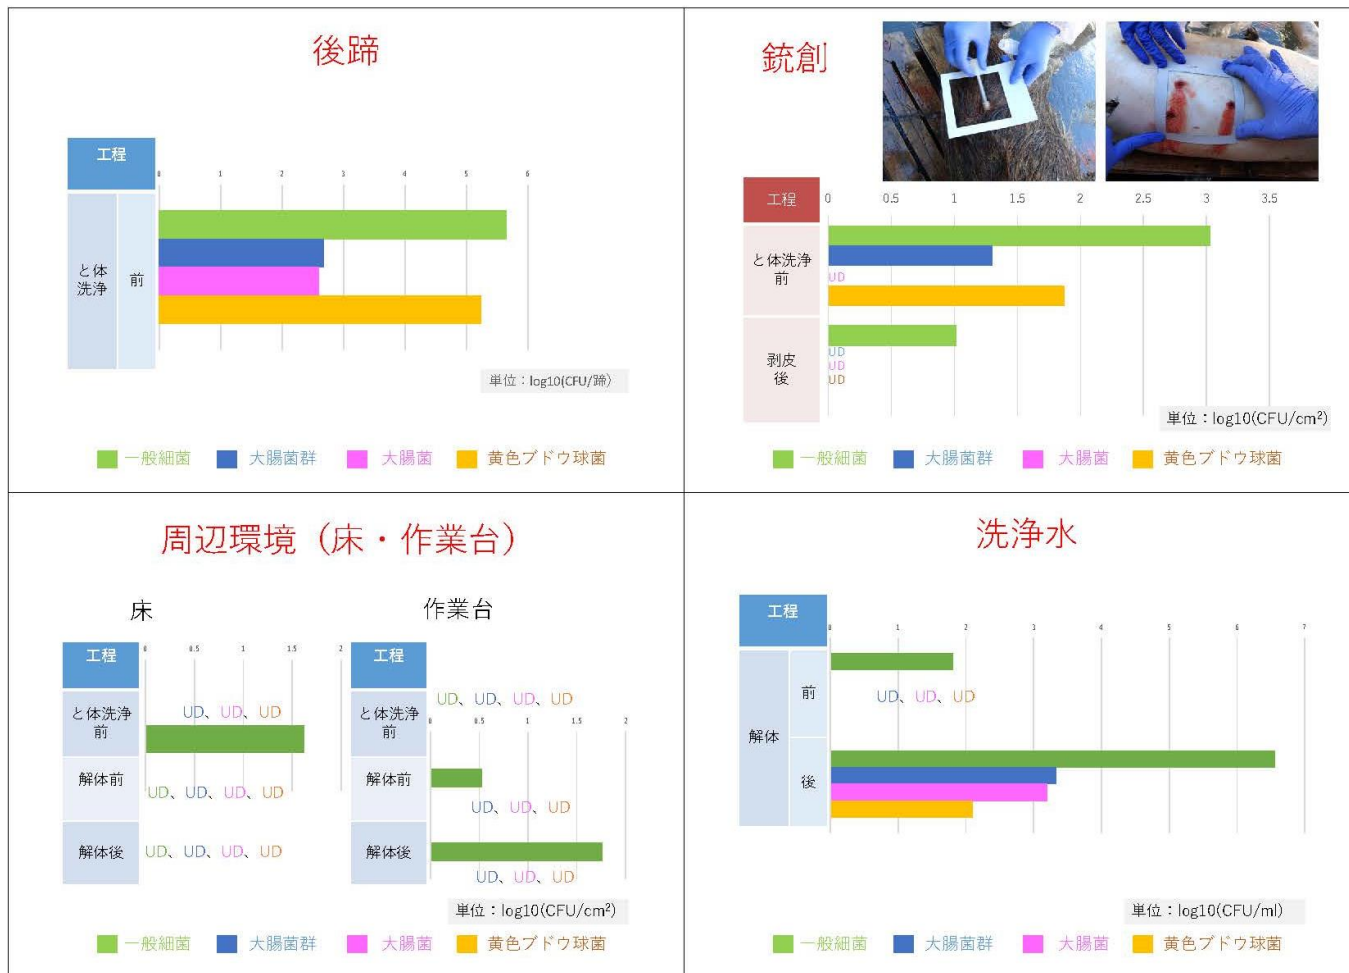 後蹄
工程
0 1 2 3 4 5 6
と体
洗浄
前
単位：log10(CFU/蹄)
一般細菌 大腸菌群 大腸菌 黄色ブドウ球菌
銃創
工程
0 0.5 1 1.5 2 2.5 3 3.5
と体洗浄
前
UD
剥皮
後
UD
UD
UD
単位：log10(CFU/cm²)
一般細菌 大腸菌群 大腸菌 黄色ブドウ球菌
周辺環境（床・作業台）
床
工程
0 0.5 1 1.5 2
と体洗浄
前
UD、UD、UD
解体前
UD、UD、UD、UD
解体後
UD、UD、UD、UD
作業台
工程
と体洗浄
前
UD、UD、UD、UD
0 0.5 1 1.5 2
解体前
UD、UD、UD
解体後
UD、UD、UD
単位：log10(CFU/cm²)
一般細菌 大腸菌群 大腸菌 黄色ブドウ球菌
洗浄水
工程
0 1 2 3 4 5 6 7
解体
前
UD、UD、UD
後
単位：log10(CFU/ml)
一般細菌 大腸菌群 大腸菌 黄色ブドウ球菌